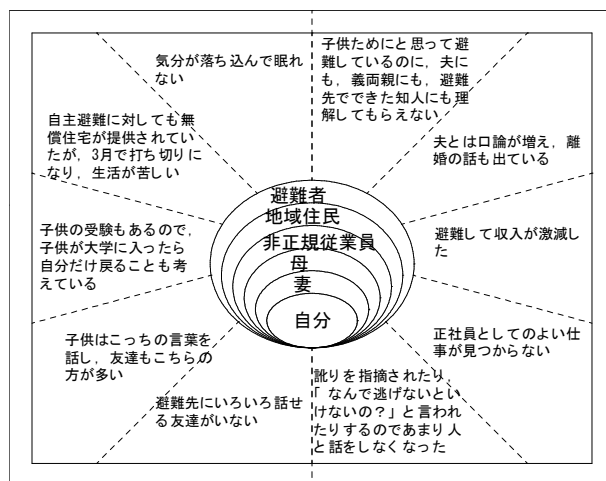 気分が落ち込んで眠れ
ない
子供ためにと思って避
難しているのに，夫に
も，義両親にも，避難
先でできた知人にも理
解してもらえない
自主避難に対しても無
償住宅が提供されてい
たが，3月で打ち切りに
なり，生活が苦しい
夫とは口論が増え，離
婚の話も出ている
子供の受験もあるので，
子供が大学に入ったら
自分だけ戻ることも考
えている
避難して収入が激減し
た
避難者
地域住民
非正規従業員
母
妻
自分
子供はこっちの言葉を
話し，友達もこちらの
方が多い
正社員としてのよい仕
事が見つからない
避難先にいろいろ話せ
る友達がいない
訛りを指摘されたり
「なんで逃げないと い
けないの？」と言われ
たりするのであまり人
と話をしなくなった